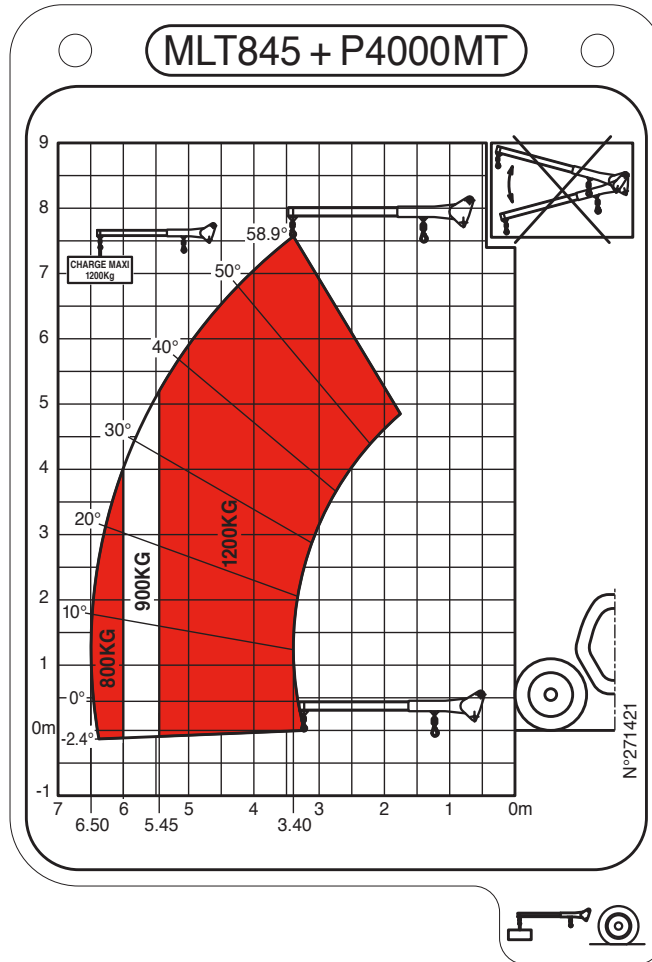 MLT845 + P4000MT
9
8
7
6
5
4
3
2
1
0m
-1
CHARGE MAXI
1200Kg
58.9°
50°
40°
30°
20°
10°
0°
-2.4°
800KG
900KG
1200KG
7 6 5 4 3 2 1 0m
6.50 5.45 3.40
N°271421